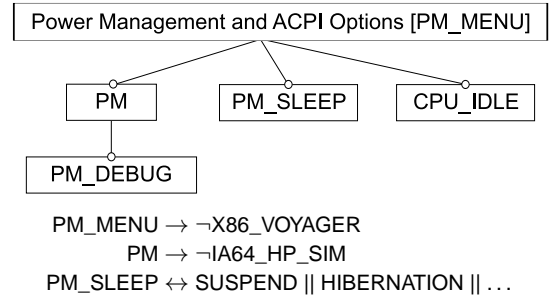 Power Management and ACPI Options [PM_MENU]
PM
PM_SLEEP
CPU_IDLE
PM_DEBUG
PM_MENU → ¬X86_VOYAGER
PM → ¬IA64_HP_SIM
PM_SLEEP ↔ SUSPEND || HIBERNATION || ...